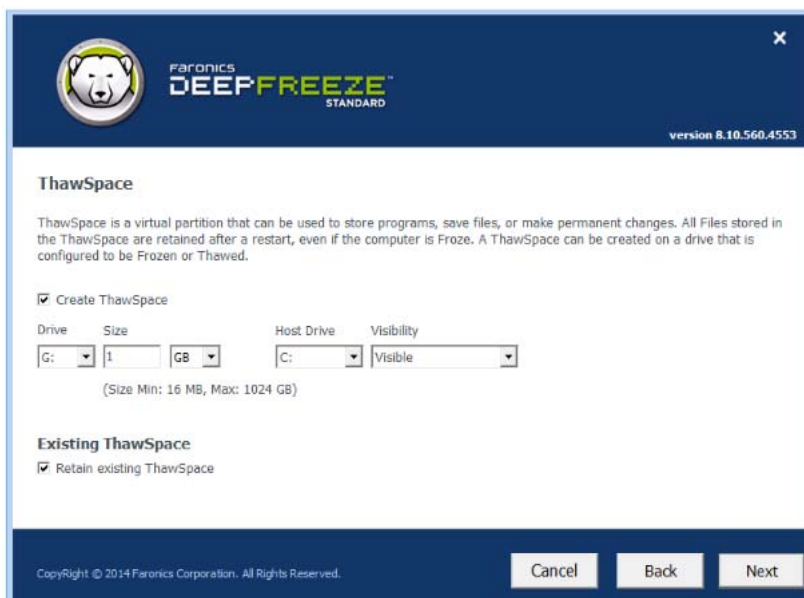 FARONICS
DEEPFREEZE™
STANDARD
version 8.10.560.4553
ThawSpace
ThawSpace is a virtual partition that can be used to store programs, save files, or make permanent changes. All Files stored in
the ThawSpace are retained after a restart, even if the computer is Froze. A ThawSpace can be created on a drive that is
configured to be Frozen or Thawed.
Create ThawSpace
Drive Size Host Drive Visibility
G: 1 GB C: Visible
(Size Min: 16 MB, Max: 1024 GB)
Existing ThawSpace
Retain existing ThawSpace
CopyRight © 2014 Faronics Corporation. All Rights Reserved.
Cancel Back Next